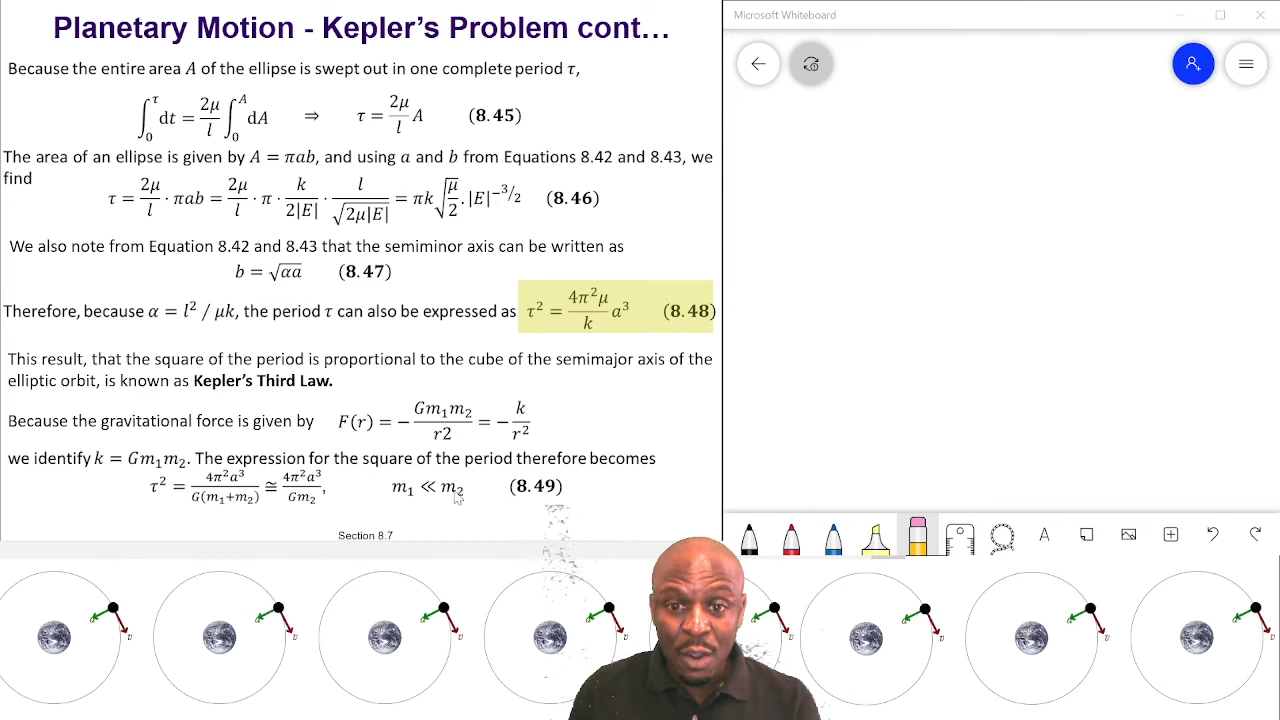 Planetary Motion - Kepler's Problem cont…
Because the entire area A of the ellipse is swept out in one complete period τ,
∫₀^τ dt = 2μ/l ∫₀^A dA ⇒ τ = 2μ/l A (8.45)
The area of an ellipse is given by A = πab, and using a and b from Equations 8.42 and 8.43, we
find
τ = 2μ/l · πab = 2μ/l · π · k/2|E| · l/√(2μ|E|) = πk√(μ/2) . |E|^(−3/2) (8.46)
We also note from Equation 8.42 and 8.43 that the semiminor axis can be written as
b = √(αa) (8.47)
Therefore, because α = l² / μk, the period τ can also be expressed as τ² = 4π²μ/k a³ (8.48)
This result, that the square of the period is proportional to the cube of the semimajor axis of the
elliptic orbit, is known as Kepler's Third Law.
Because the gravitational force is given by F(r) = − Gm₁m₂/r2 = − k/r²
we identify k = Gm₁m₂. The expression for the square of the period therefore becomes
τ² = 4π²a³/G(m₁+m₂) ≅ 4π²a³/Gm₂, m₁ ≪ m₂ (8.49)
Section 8.7
Microsoft Whiteboard
A
a v
a v
a v
a
a v
a v
a v
a v